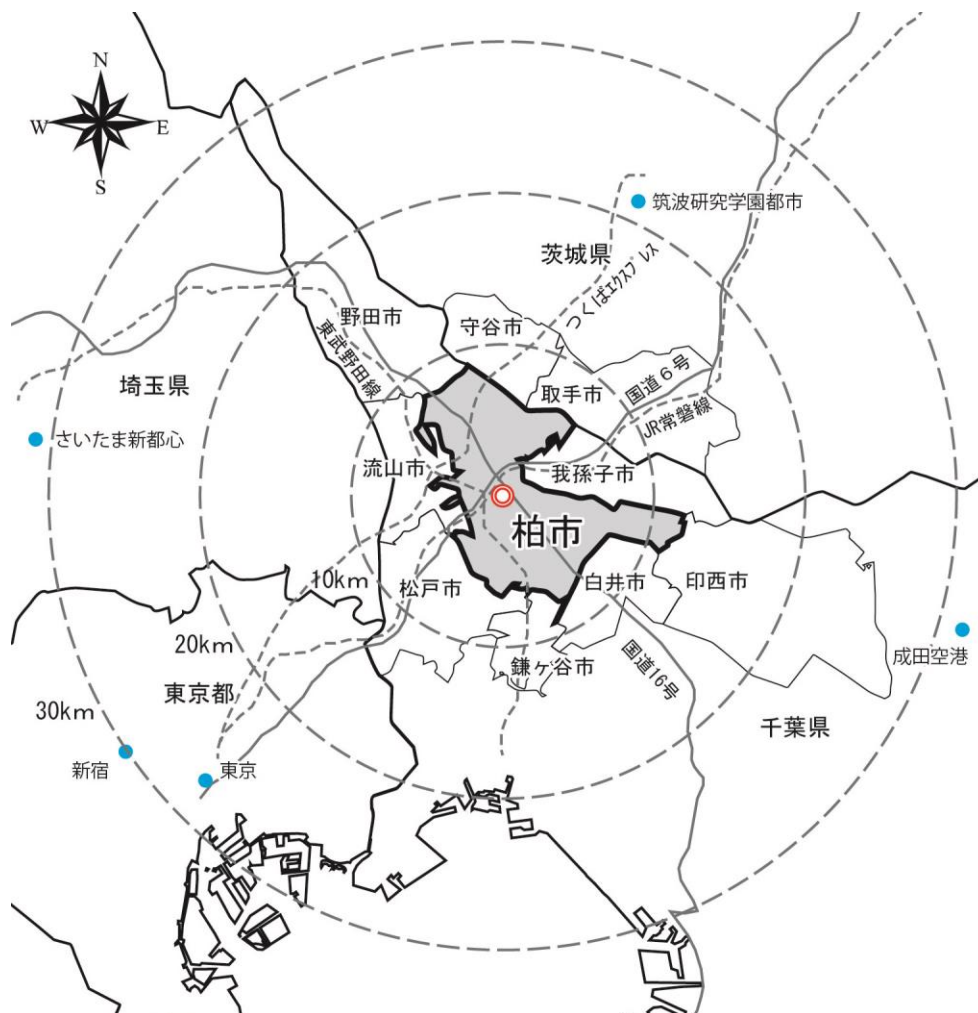 N
W
E
S
筑波研究学園都市
茨城県
つくばエクスプレス
野田市
守谷市
東武野田線
国道6号
埼玉県
取手市
JR常磐線
さいたま新都心
流山市
我孫子市
柏市
10km
松戸市
白井市
印西市
20km
成田空港
鎌ヶ谷市
国道16号
東京都
30km
千葉県
新宿
東京